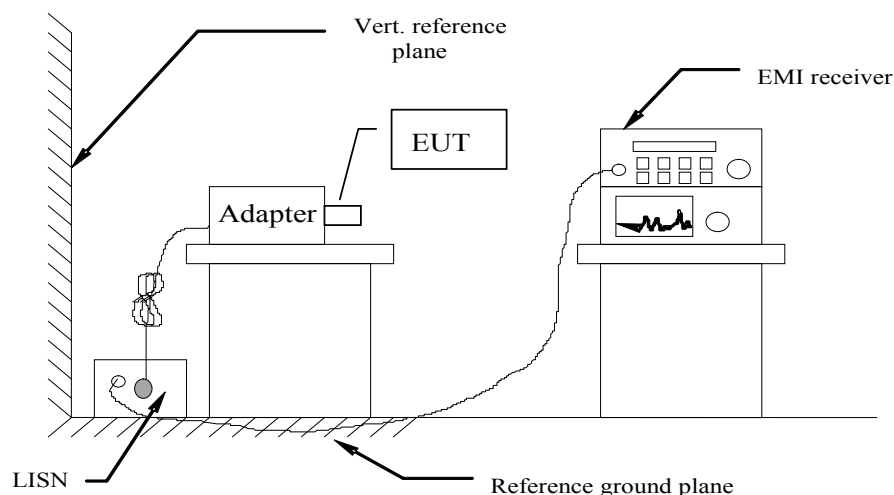 Vert. reference
plane
EMI receiver
EUT
Adapter
LISN
Reference ground plane